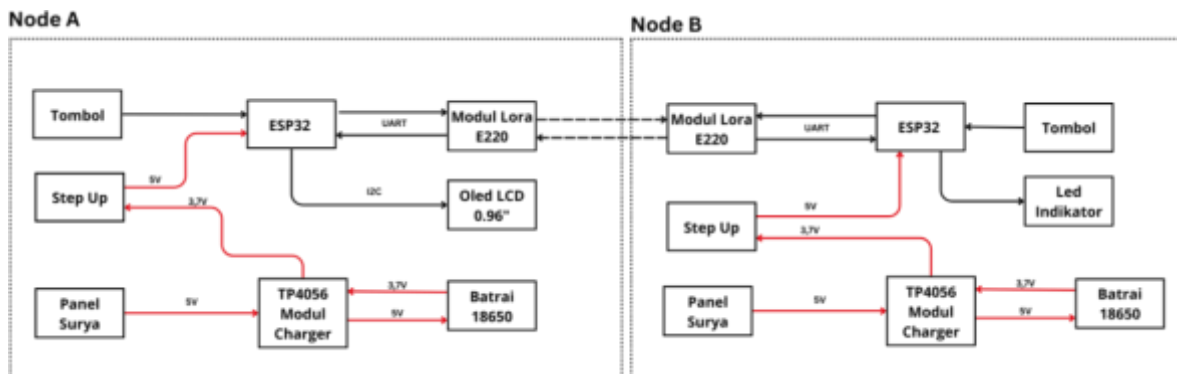 Node A
Tombol
ESP32
UART
Modul Lora
E220
Step Up
5V
3,7V
I2C
Oled LCD
0.96"
Panel
Surya
5V
TP4056
Modul
Charger
3,7V
5V
Batrai
18650
Node B
Modul Lora
E220
UART
ESP32
Tombol
Led
Indikator
Step Up
5V
3,7V
Panel
Surya
5V
TP4056
Modul
Charger
3,7V
5V
Batrai
18650